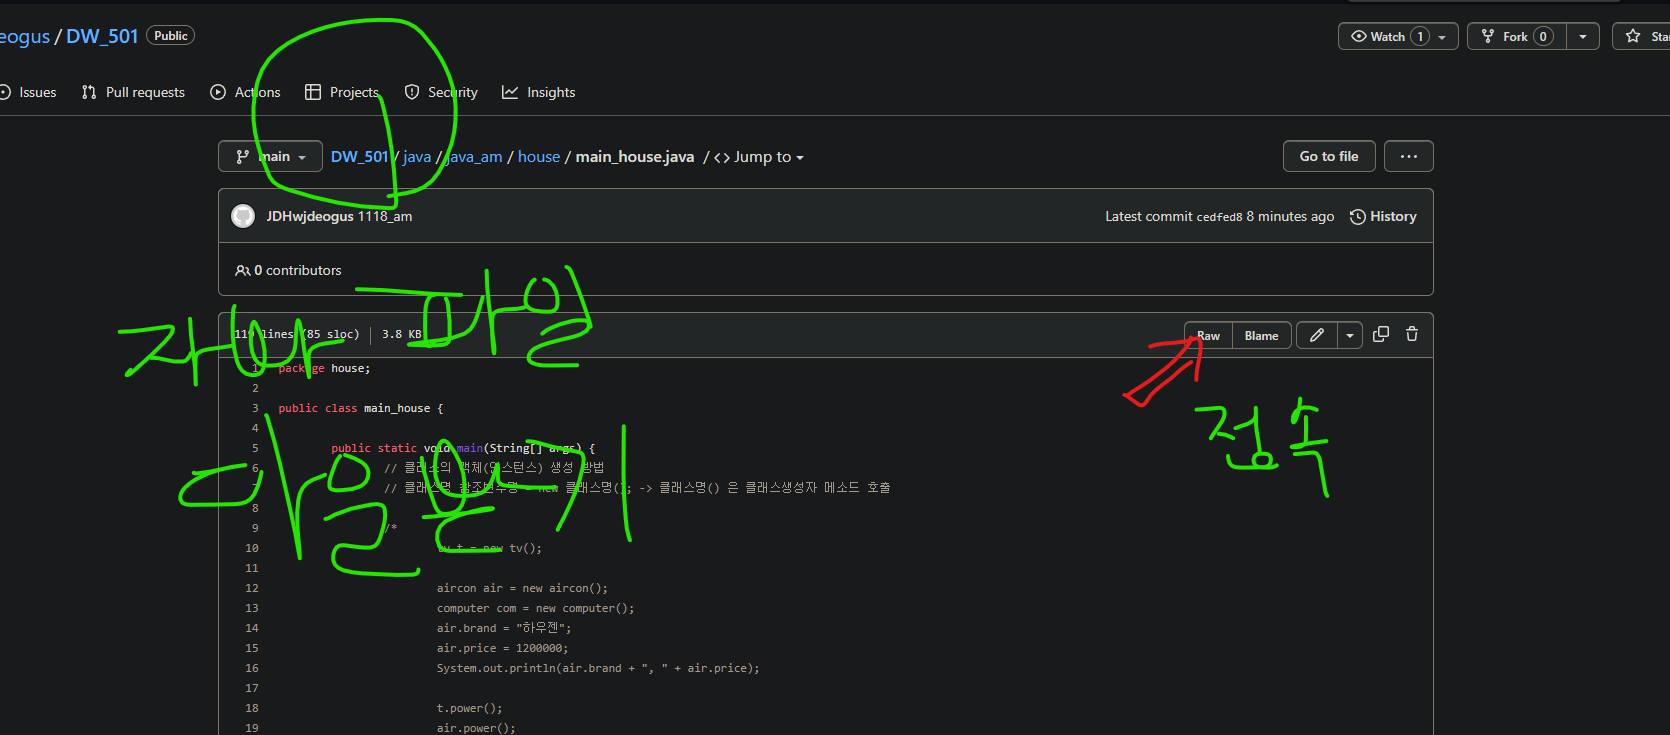 eogus / DW_501 Public
Watch 1
Fork 0
Star
Issues
Pull requests
Actions
Projects
Security
Insights
main
DW_501 / java / java_am / house / main_house.java / <> Jump to
Go to file
...
JDHwjdeogus 1118_am
Latest commit cedfed8 8 minutes ago
History
0 contributors
자바 파일
119 lines (85 sloc)
3.8 KB
Raw
Blame
접속
다운받기
1 package house;
2
3 public class main_house {
4
5 public static void main(String[] args) {
6 // 클래스의 객체(인스턴스) 생성 방법
7 // 클래스명 참조변수명 = new 클래스명(); -> 클래스명() 은 클래스생성자 메소드 호출
8
9 /*
10 tv t = new tv();
11
12 aircon air = new aircon();
13 computer com = new computer();
14 air.brand = "하우젠";
15 air.price = 1200000;
16 System.out.println(air.brand + ", " + air.price);
17
18 t.power();
19 air.power();